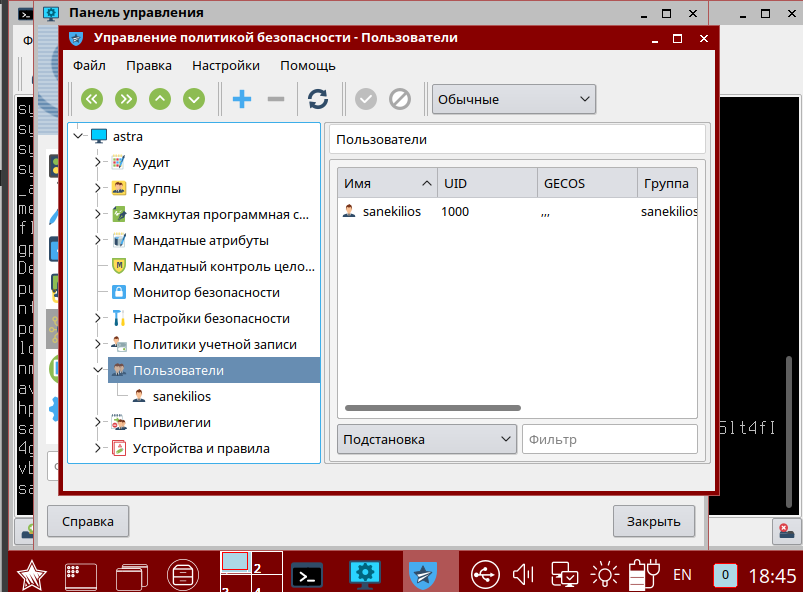 Панель управления
Управление политикой безопасности - Пользователи
Файл Правка Настройки Помощь
Обычные
astra
Аудит
Группы
Замкнутая программная с...
Мандатные атрибуты
Мандатный контроль цело...
Монитор безопасности
Настройки безопасности
Политики учетной записи
Пользователи
sanekilios
Привилегии
Устройства и правила
Пользователи
Имя UID GECOS Группа
sanekilios 1000 ,,, sanekilios
Подстановка Фильтр
Справка Закрыть
2
EN 0 18:45